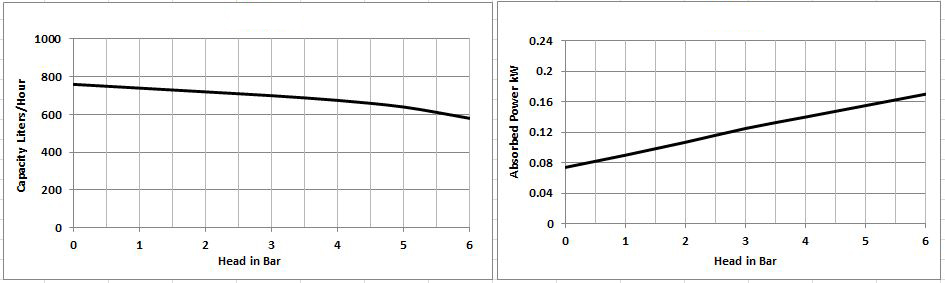 Capacity Liters/Hour
1000
800
600
400
200
0
0 1 2 3 4 5 6
Head in Bar
Absorbed Power kW
0.24
0.2
0.16
0.12
0.08
0.04
0
0 1 2 3 4 5 6
Head in Bar